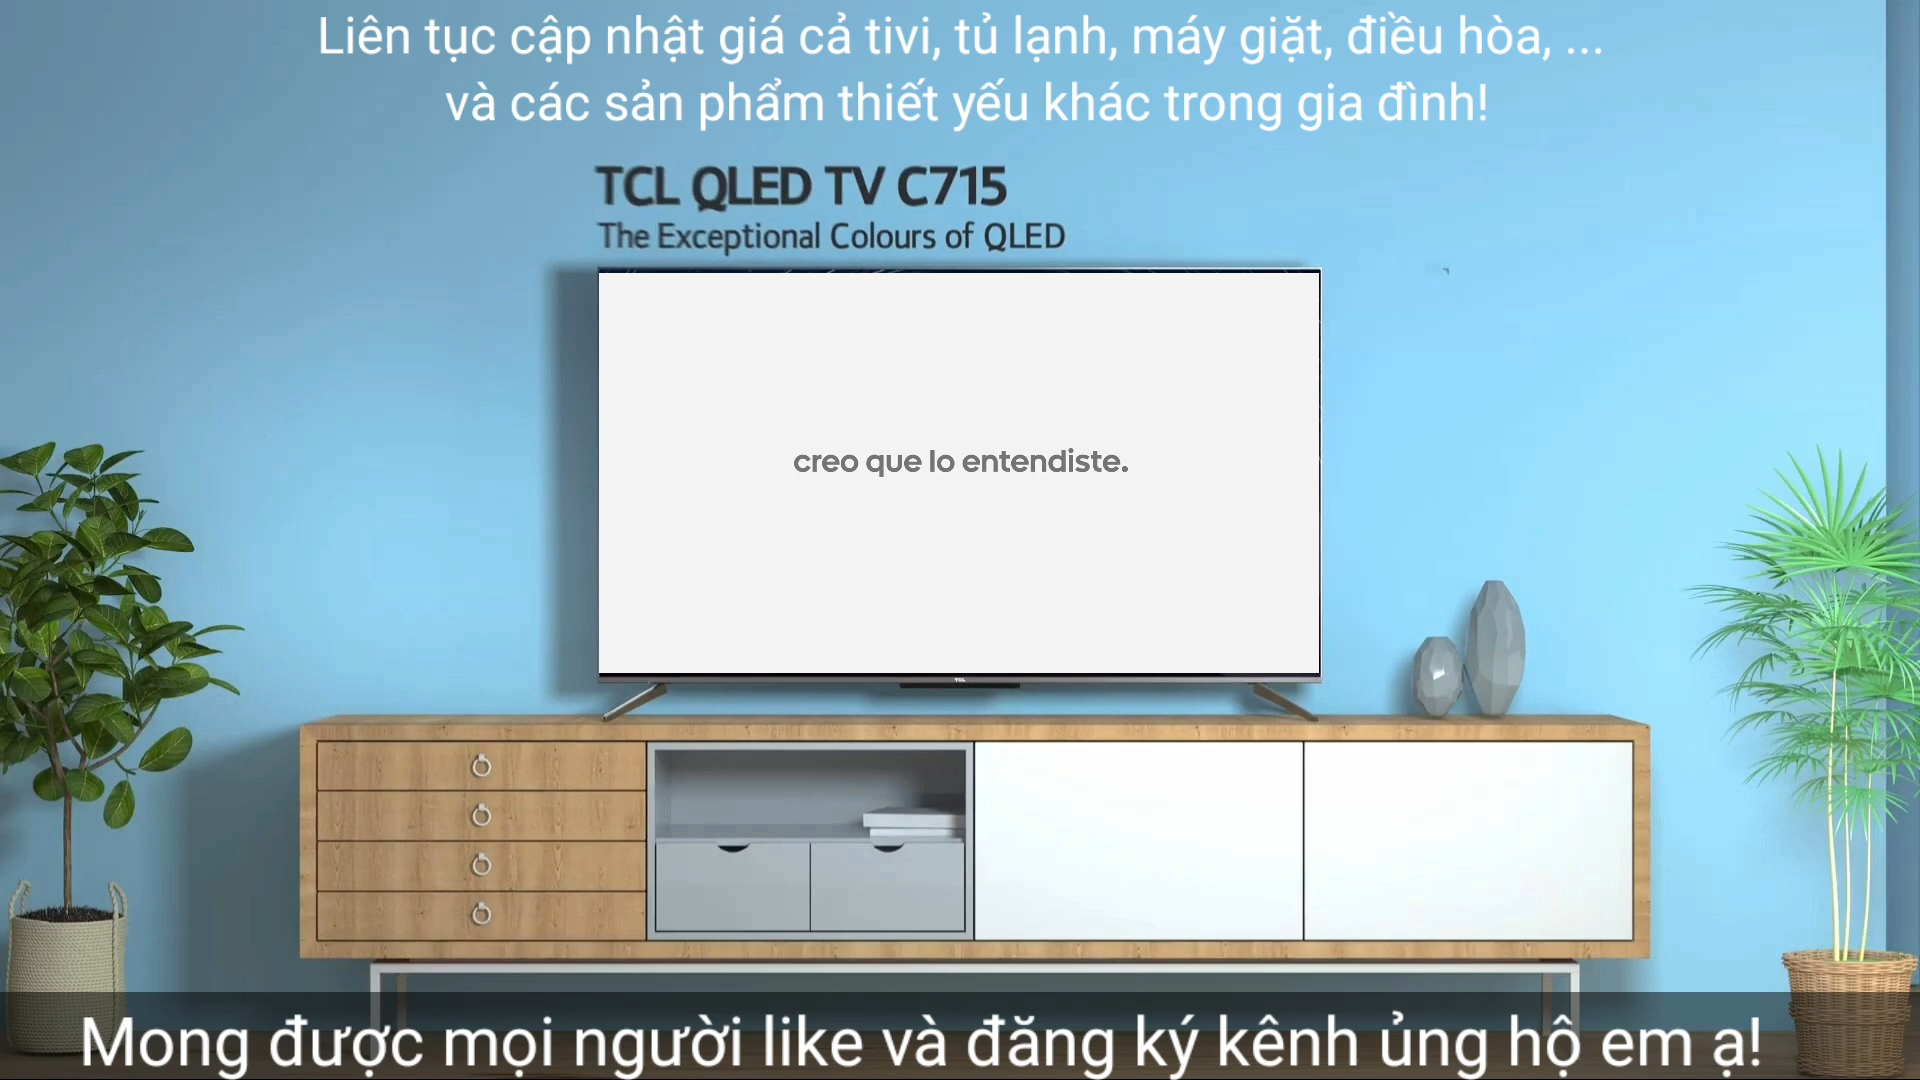 Liên tục cập nhật giá cả tivi, tủ lạnh, máy giặt, điều hòa, ...
và các sản phẩm thiết yếu khác trong gia đình!
TCL QLED TV C715
The Exceptional Colours of QLED
creo que lo entendiste.
TCL
Mong được mọi người like và đăng ký kênh ủng hộ em ạ!